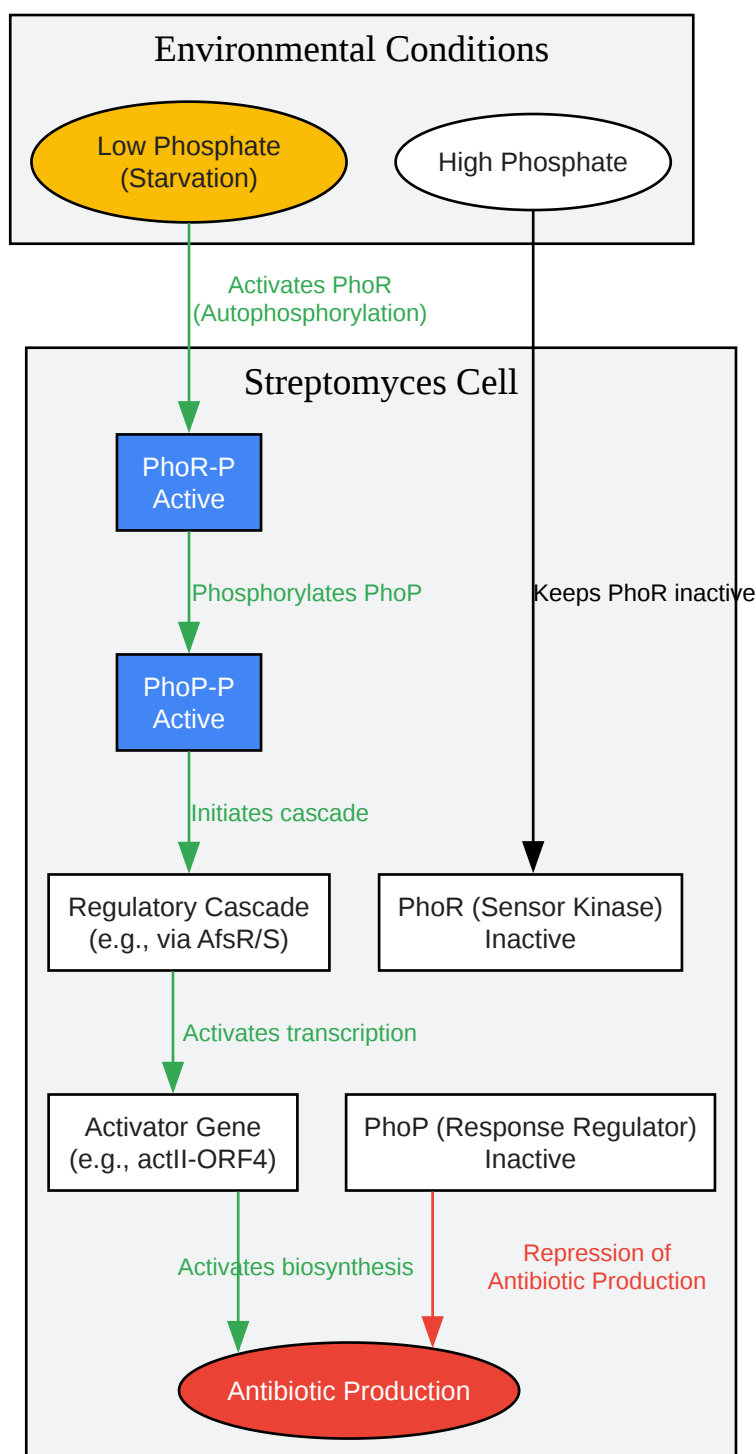 Environmental Conditions
Low Phosphate
(Starvation)
High Phosphate
Activates PhoR
(Autophosphorylation)
Streptomyces Cell
PhoR-P
Active
Phosphorylates PhoP
Keeps PhoR inactive
PhoP-P
Active
Initiates cascade
Regulatory Cascade
(e.g., via AfsR/S)
PhoR (Sensor Kinase)
Inactive
Activates transcription
Activator Gene
(e.g., actII-ORF4)
PhoP (Response Regulator)
Inactive
Activates biosynthesis
Repression of
Antibiotic Production
Antibiotic Production